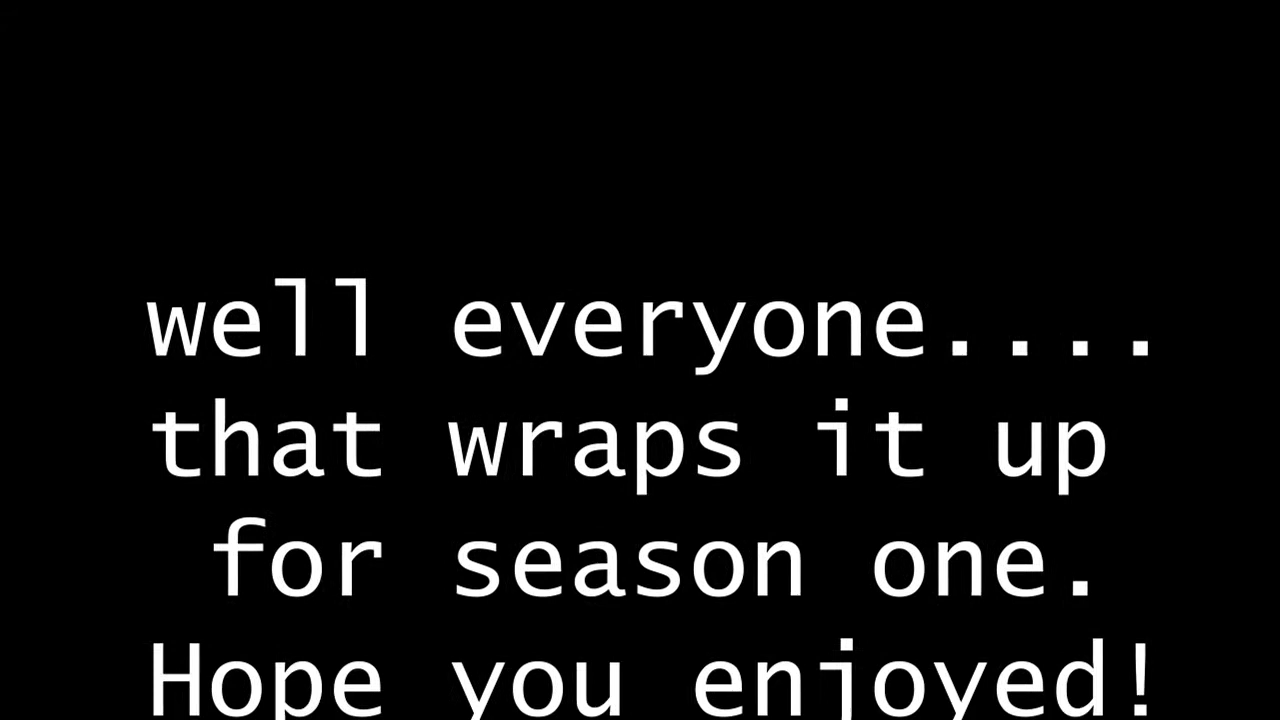 well everyone....
that wraps it up
for season one.
Hope you enjoyed!